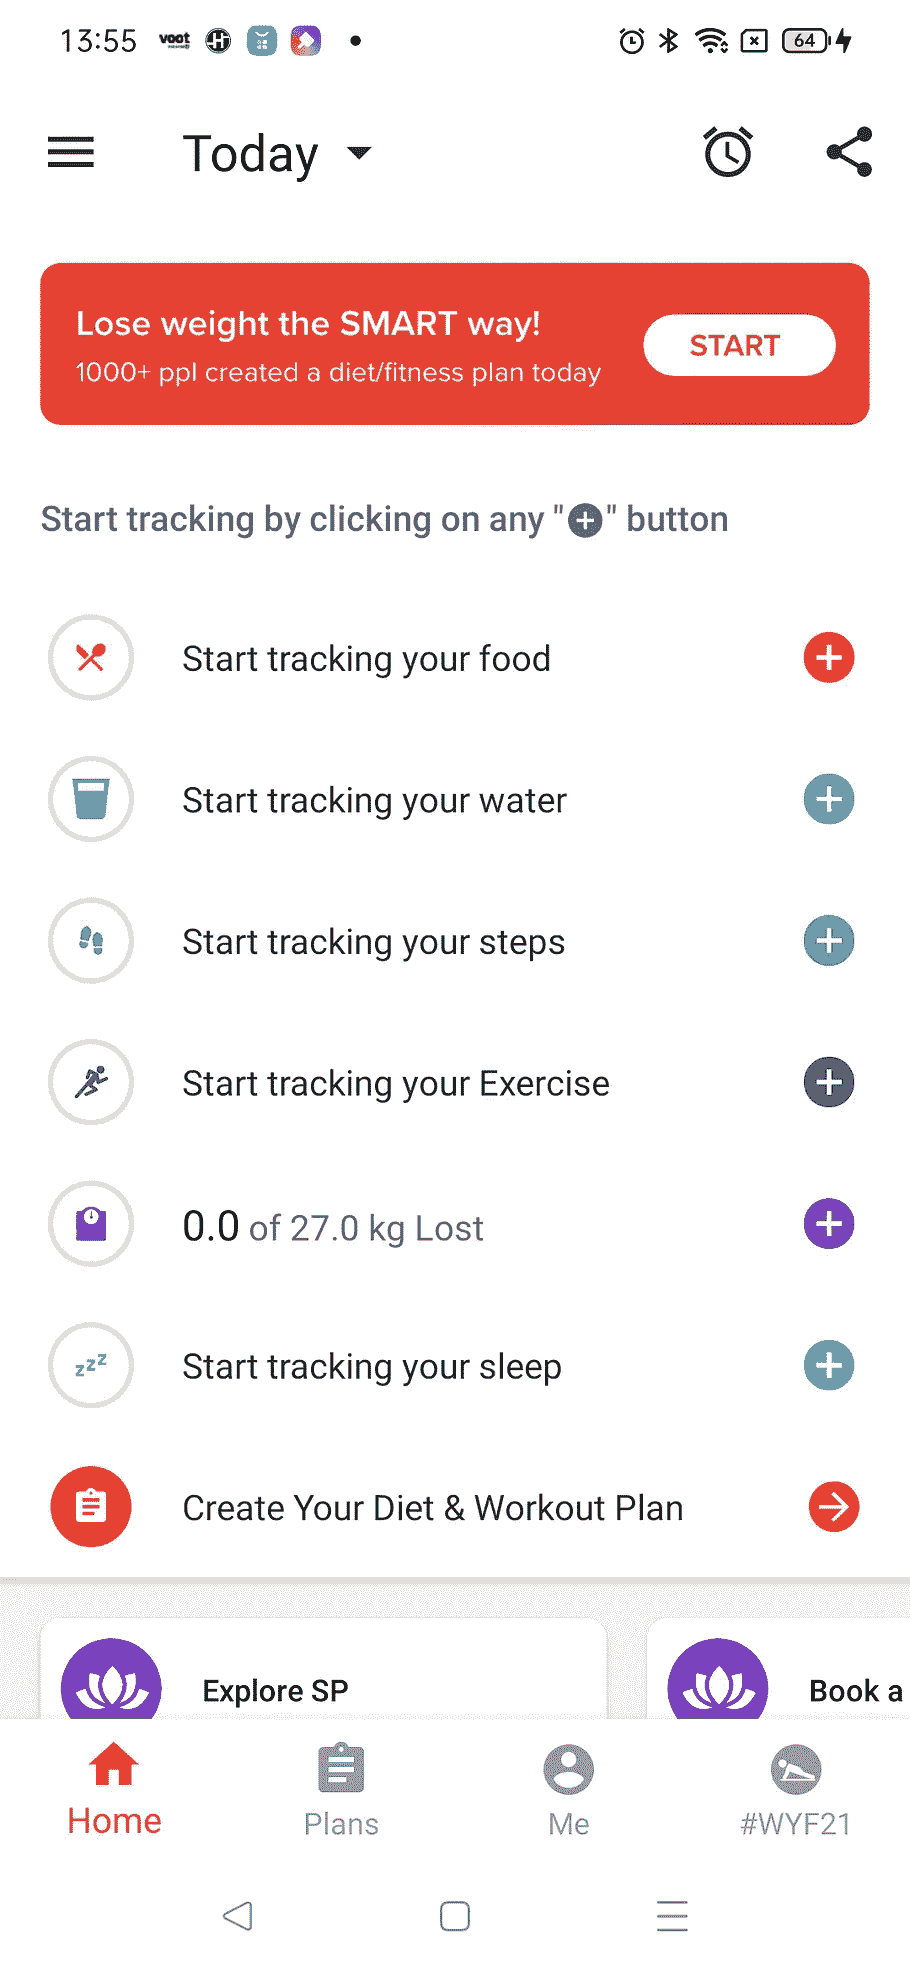 13:55 voot 64
Today
Lose weight the SMART way!
1000+ ppl created a diet/fitness plan today
START
Start tracking by clicking on any "+" button
Start tracking your food
Start tracking your water
Start tracking your steps
Start tracking your Exercise
0.0 of 27.0 kg Lost
zzz Start tracking your sleep
Create Your Diet & Workout Plan
Explore SP
Book a
Home
Plans
Me
#WYF21